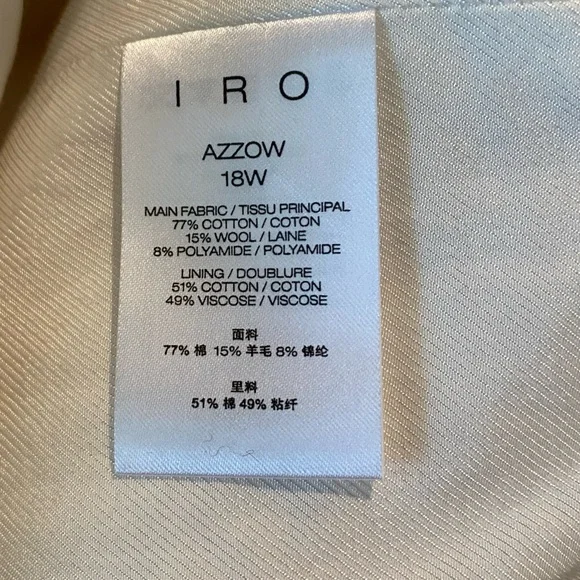 IRO
AZZOW
18W
MAIN FABRIC / TISSU PRINCIPAL
77% COTTON / COTON
15% WOOL / LAINE
8% POLYAMIDE / POLYAMIDE
LINING / DOUBLURE
51% COTTON / COTON
49% VISCOSE / VISCOSE
面料
77% 棉 15% 羊毛 8% 锦纶
里料
51% 棉 49% 粘纤